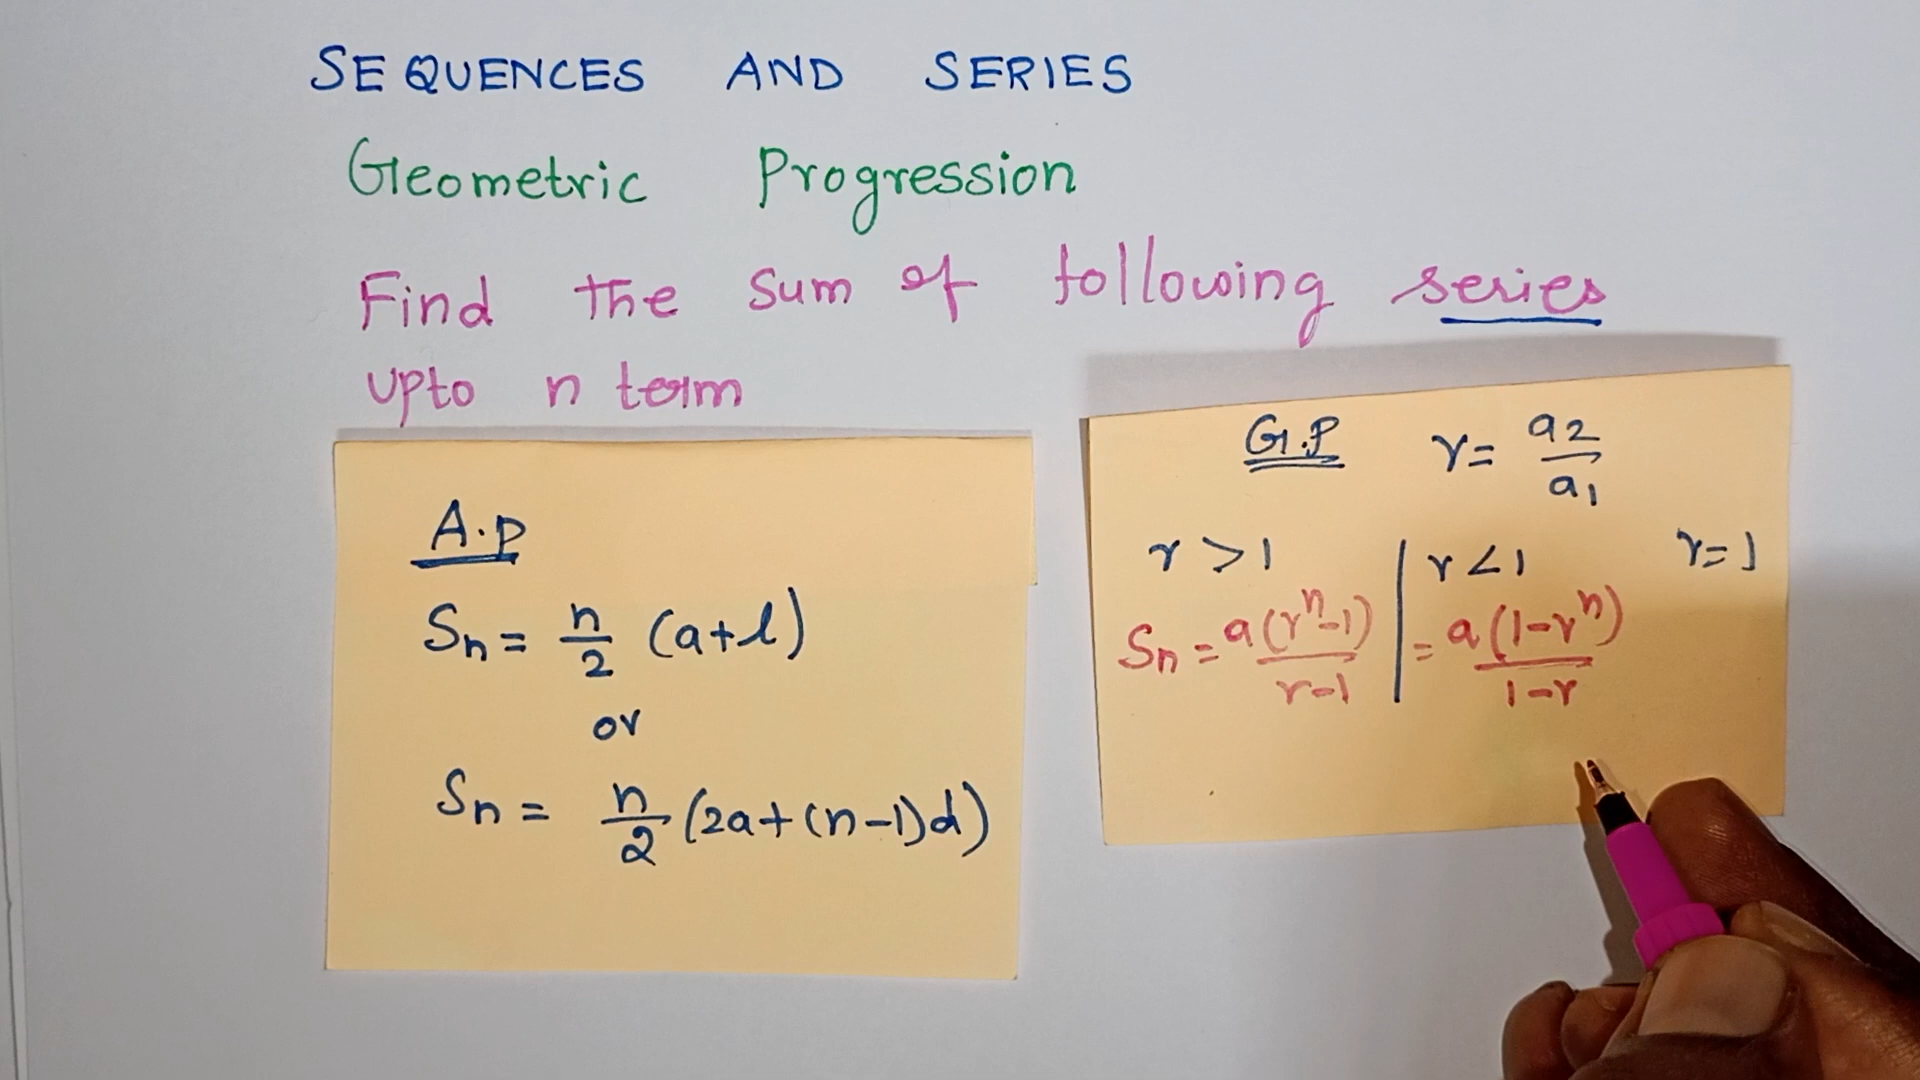 SEQUENCES AND SERIES
Geometric Progression
Find the sum of following series
upto n term
A.P
Sn = n/2 (a+l)
or
Sn = n/2 (2a+(n-1)d)
G.P r = a2/a1
r > 1 | r < 1 r = 1
Sn = a(r^n-1)/r-1 | = a(1-r^n)/1-r